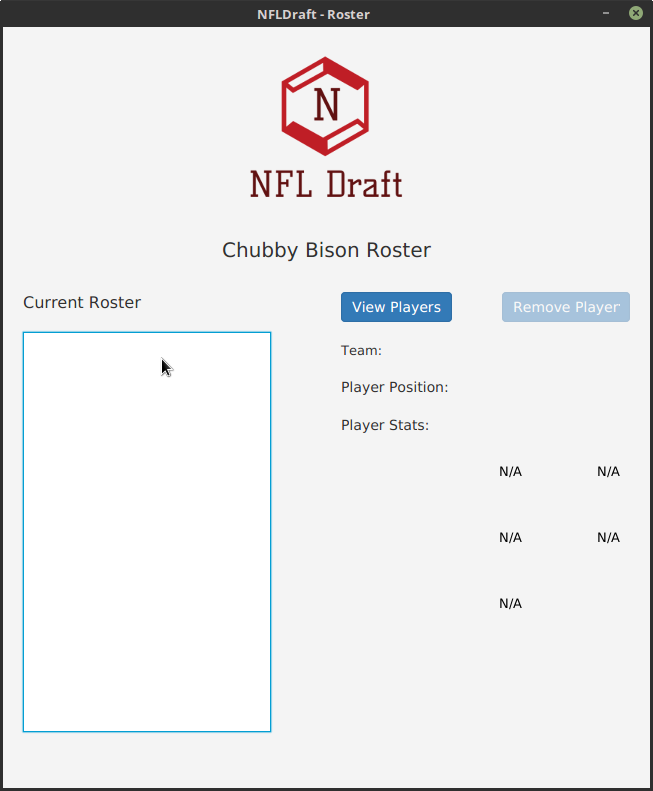 NFLDraft - Roster
N
NFL Draft
Chubby Bison Roster
Current Roster
View Players
Remove Player
Team:
Player Position:
Player Stats:
N/A N/A
N/A N/A
N/A